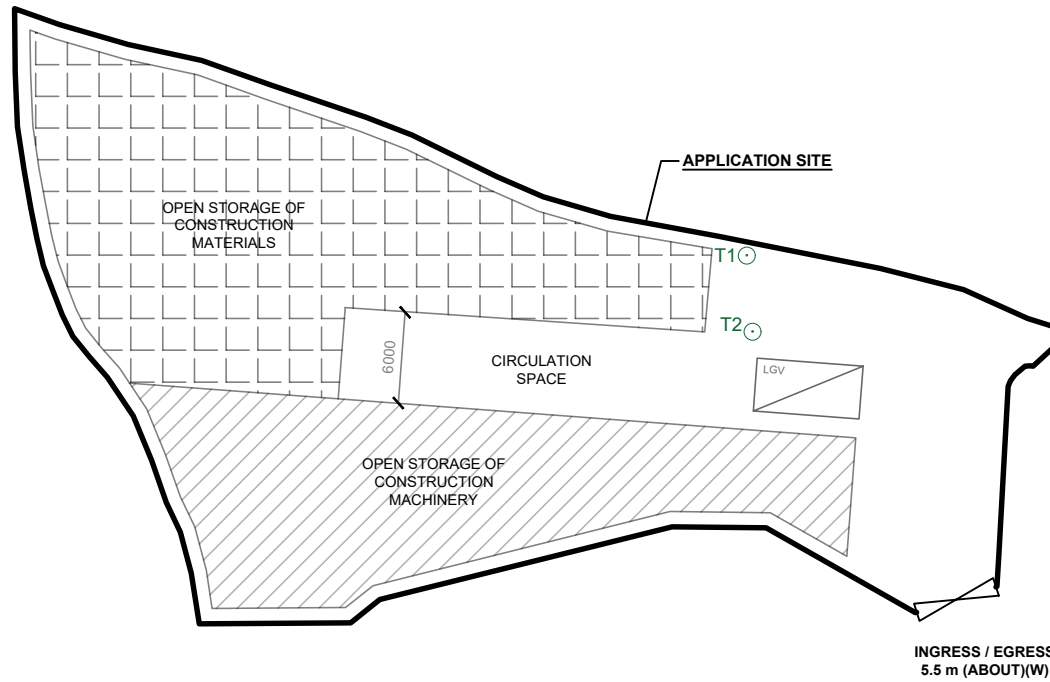 APPLICATION SITE
OPEN STORAGE OF
CONSTRUCTION
MATERIALS
T1
T2
6000
CIRCULATION
SPACE
LGV
OPEN STORAGE OF
CONSTRUCTION
MACHINERY
INGRESS / EGRESS
5.5 m (ABOUT)(W)